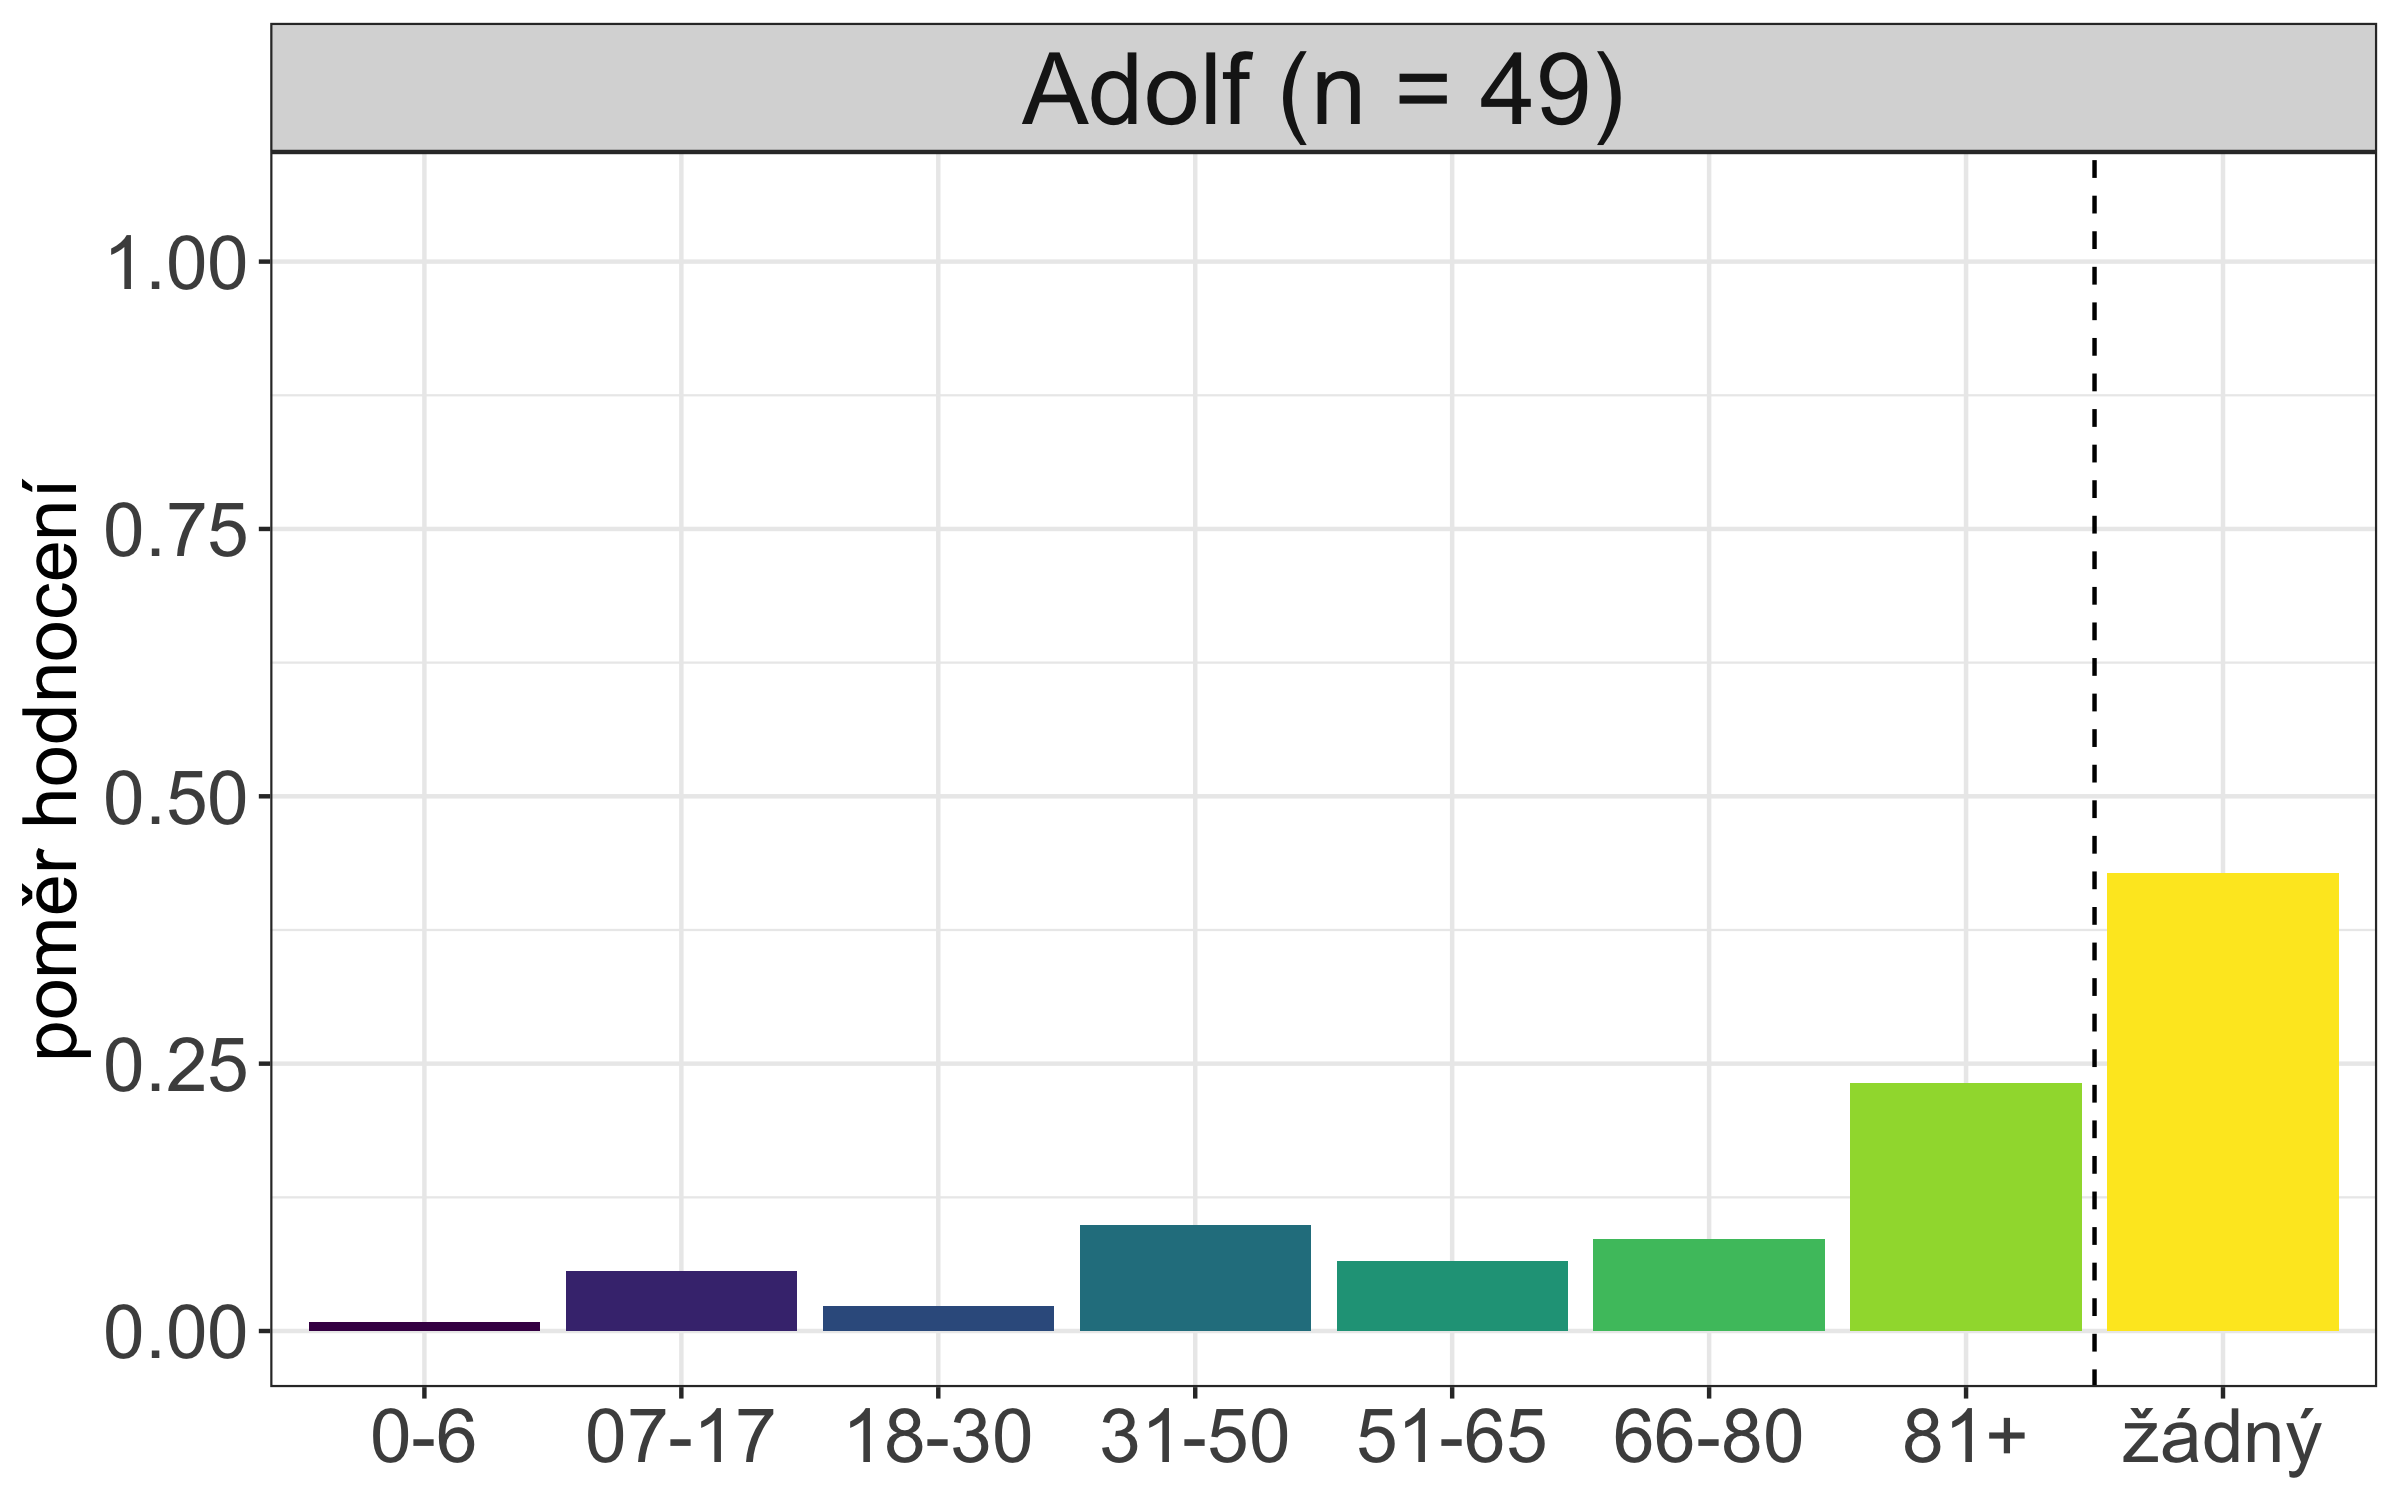 Adolf (n = 49)
poměr hodnocení
1.00
0.75
0.50
0.25
0.00
0-6 07-17 18-30 31-50 51-65 66-80 81+ žádný